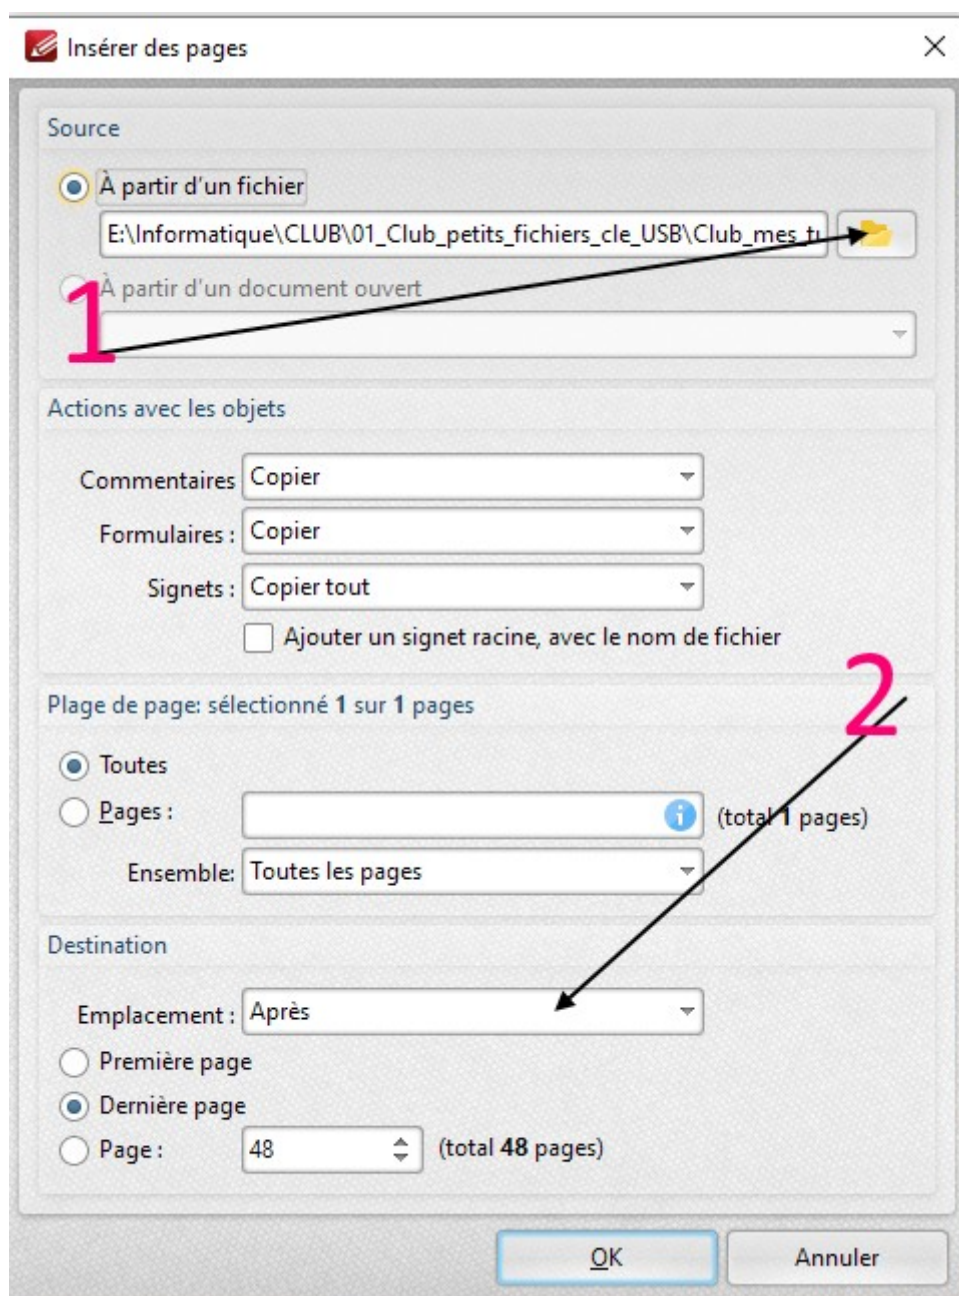 Insérer des pages
Source
À partir d'un fichier
E:\Informatique\CLUB\01_Club_petits_fichiers_cle_USB\Club_mes_tu
À partir d'un document ouvert
1
Actions avec les objets
Commentaires Copier
Formulaires : Copier
Signets : Copier tout
Ajouter un signet racine, avec le nom de fichier
2
Plage de page: sélectionné 1 sur 1 pages
Toutes
Pages : (total 1 pages)
Ensemble: Toutes les pages
Destination
Emplacement : Après
Première page
Dernière page
Page : 48 (total 48 pages)
OK Annuler